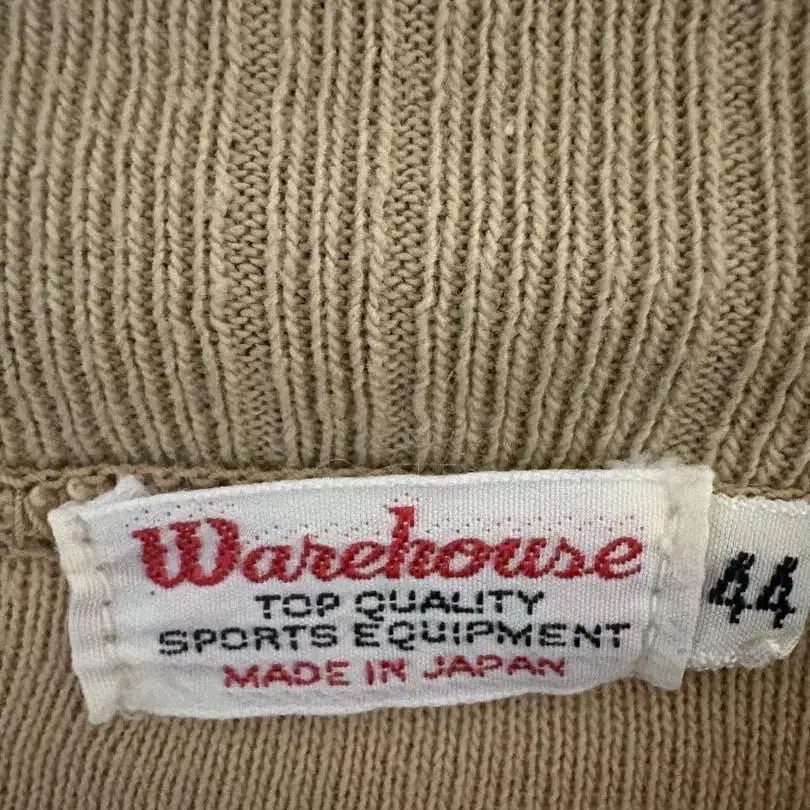 Warehouse
TOP QUALITY
SPORTS EQUIPMENT
MADE IN JAPAN
44